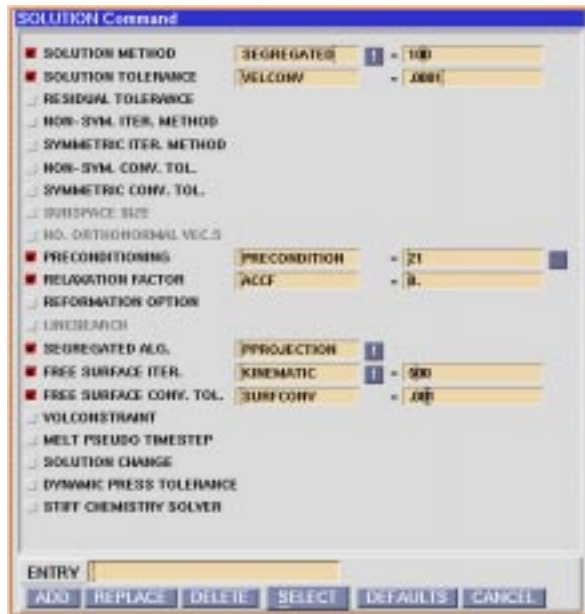 SOLUTION Command
SOLUTION METHOD SEGREGATED ! = 100
SOLUTION TOLERANCE VELCONV = .0001
RESIDUAL TOLERANCE
NON-SYM. ITER. METHOD
SYMMETRIC ITER. METHOD
NON-SYM. CONV. TOL.
SYMMETRIC CONV. TOL.
SUBSPACE SIZE
NO. ORTHONORMAL VEC.S
PRECONDITIONING PRECONDITION = 21
RELAXATION FACTOR ACCF = 0.
REFORMATION OPTION
LINESEARCH
SEGREGATED ALG. PPROJECTION !
FREE SURFACE ITER. KINEMATIC ! = 500
FREE SURFACE CONV. TOL. SURFCONV = .001
VOLCONSTRAINT
MELT PSEUDO TIMESTEP
SOLUTION CHANGE
DYNAMIC PRESS TOLERANCE
STIFF CHEMISTRY SOLVER
ENTRY
ADD REPLACE DELETE SELECT DEFAULTS CANCEL